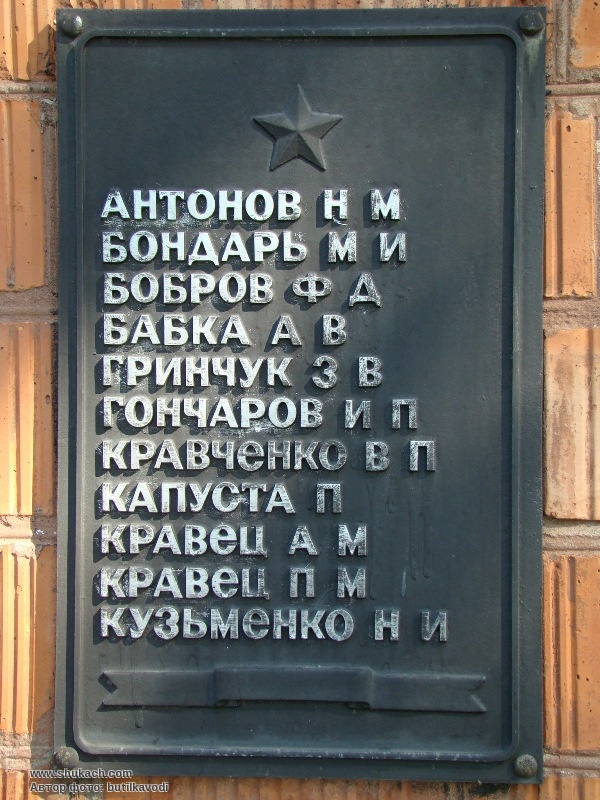 АНТОНОВ Н М
БОНДАРЬ М И
БОБРОВ Ф Д
БАБКА А В
ГРИНЧУК З В
ГОНЧАРОВ И П
КРАВЧЕНКО В П
КАПУСТА П
КРАВЕЦ А М
КРАВЕЦ П М
КУЗЬМЕНКО Н И
www.shukach.com
Автор фото: butilkavodi